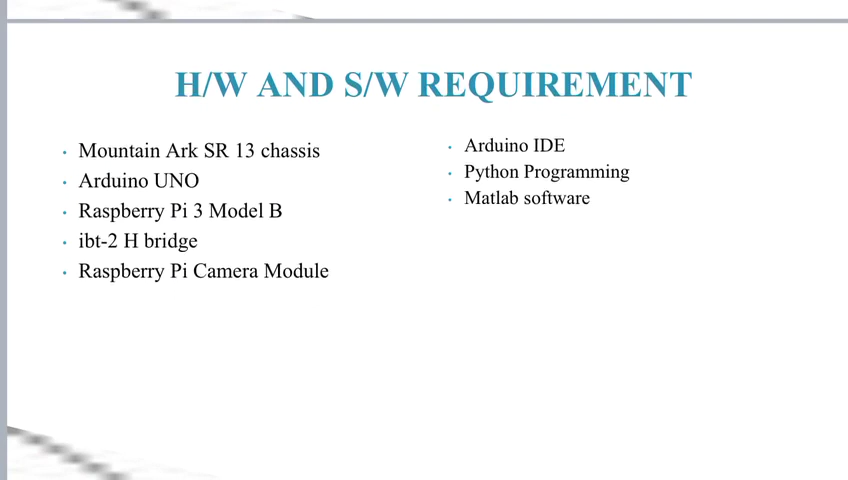 H/W AND S/W REQUIREMENT
Mountain Ark SR 13 chassis
Arduino UNO
Raspberry Pi 3 Model B
ibt-2 H bridge
Raspberry Pi Camera Module
Arduino IDE
Python Programming
Matlab software